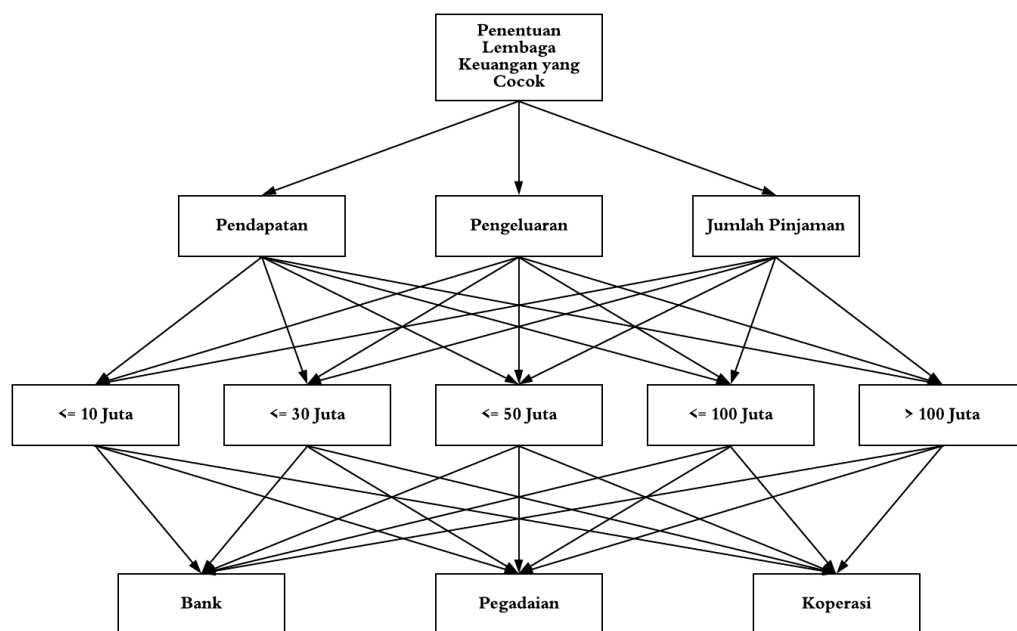 Penentuan
Lembaga
Keuangan yang
Cocok
Pendapatan
Pengeluaran
Jumlah Pinjaman
<= 10 Juta
<= 30 Juta
<= 50 Juta
<= 100 Juta
> 100 Juta
Bank
Pegadaian
Koperasi